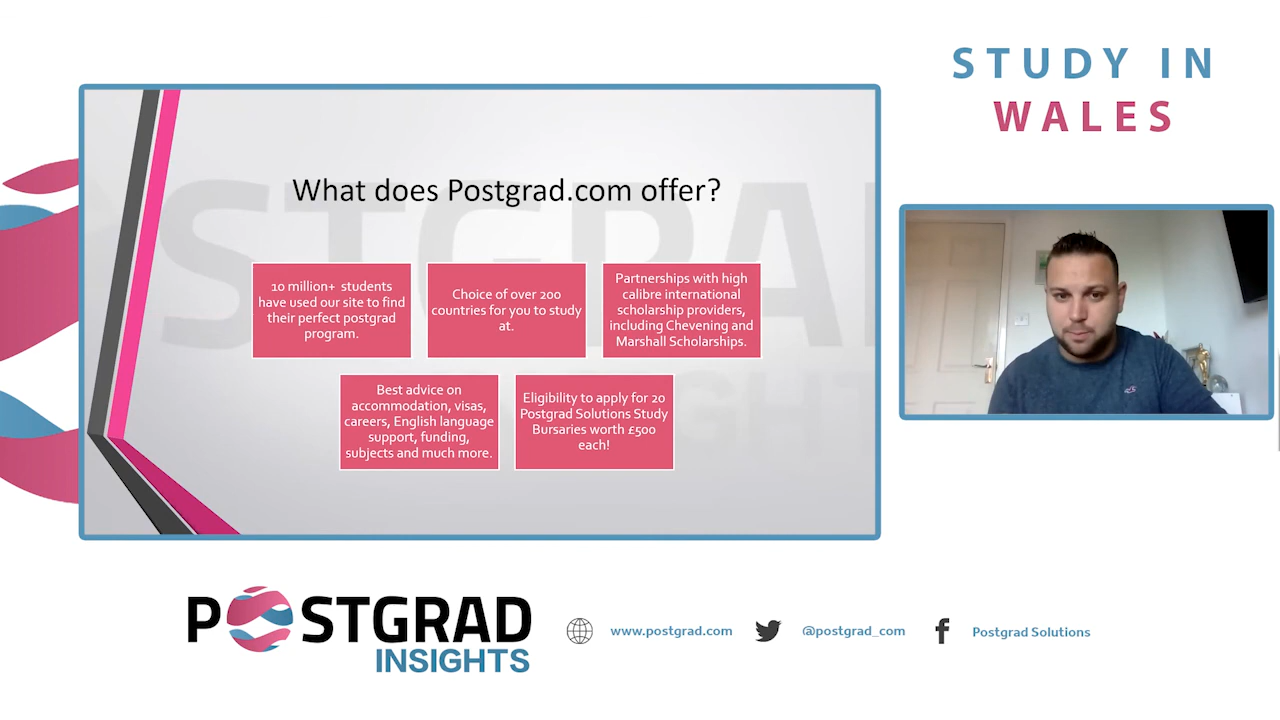 STUDY IN
WALES
What does Postgrad.com offer?
10 million+ students
have used our site to find
their perfect postgrad
program.
Choice of over 200
countries for you to study
at.
Partnerships with high
calibre international
scholarship providers,
including Chevening and
Marshall Scholarships.
Best advice on
accommodation, visas,
careers, English language
support, funding,
subjects and much more.
Eligibility to apply for 20
Postgrad Solutions Study
Bursaries worth £500
each!
POSTGRAD
INSIGHTS
www.postgrad.com
@postgrad_com
Postgrad Solutions